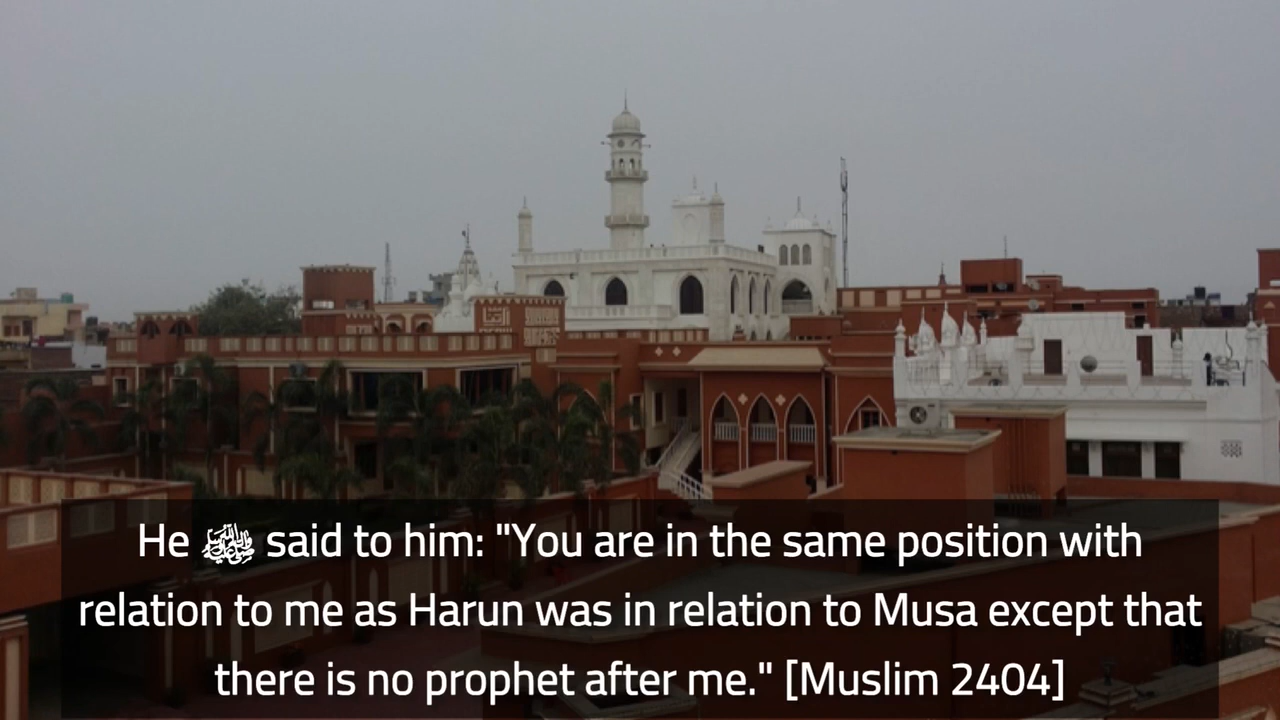 He ﷺ said to him: "You are in the same position with
relation to me as Harun was in relation to Musa except that
there is no prophet after me." [Muslim 2404]